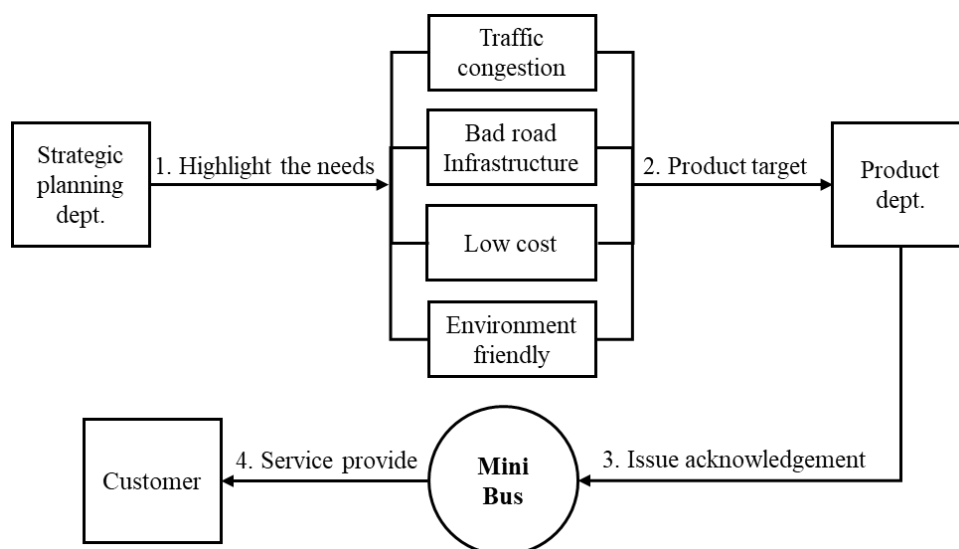 Traffic
congestion
Bad road
Infrastructure
Strategic
planning
dept.
1. Highlight the needs
2. Product target
Product
dept.
Low cost
Environment
friendly
Customer
4. Service provide
Mini
Bus
3. Issue acknowledgement